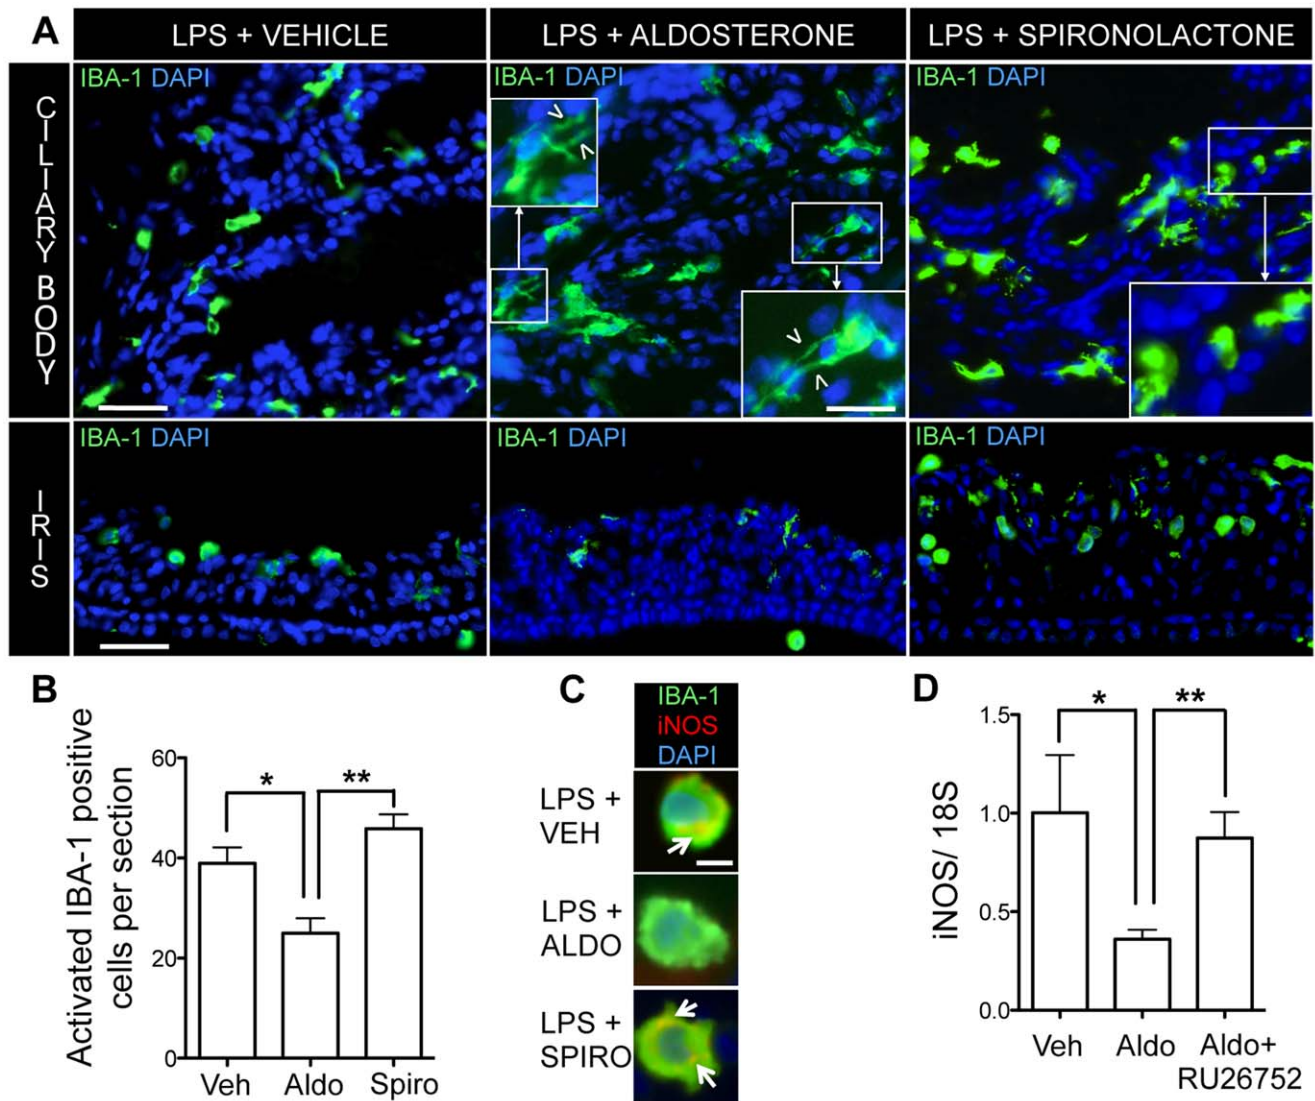 A
LPS + VEHICLE
LPS + ALDOSTERONE
LPS + SPIRONOLACTONE
CILIARY BODY
IBA-1 DAPI
IBA-1 DAPI
IBA-1 DAPI
IRIS
IBA-1 DAPI
IBA-1 DAPI
IBA-1 DAPI
B
Activated IBA-1 positive
cells per section
60
40
20
0
*
**
Veh
Aldo
Spiro
C
IBA-1
iNOS
DAPI
LPS +
VEH
LPS +
ALDO
LPS +
SPIRO
D
iNOS/ 18S
1.5
1.0
0.5
0.0
*
**
Veh
Aldo
Aldo+
RU26752